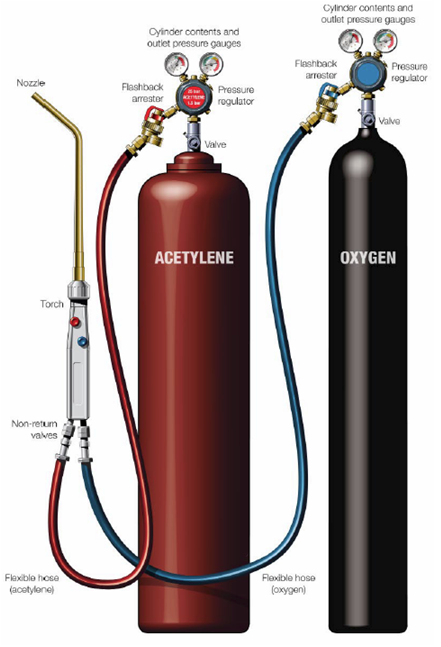 Cylinder contents and
outlet pressure gauges
Cylinder contents and
outlet pressure gauges
Nozzle
Flashback
arrester
Pressure
regulator
Flashback
arrester
Pressure
regulator
ACETYLENE
Valve
Valve
ACETYLENE
OXYGEN
Torch
Non-return
valves
Flexible hose
(acetylene)
Flexible hose
(oxygen)